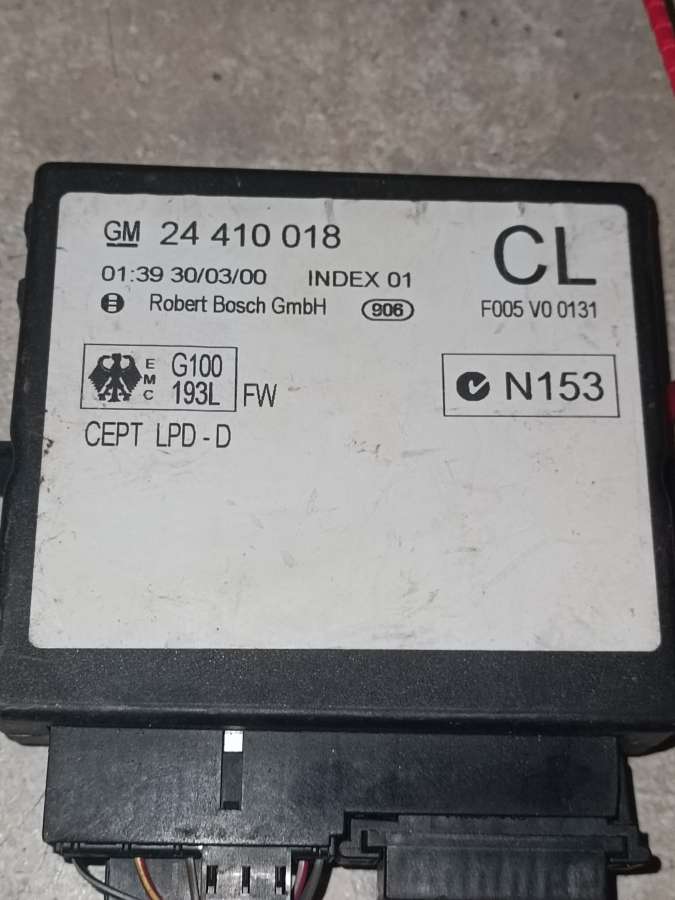 GM 24 410 018
CL
01:39 30/03/00 INDEX 01
Robert Bosch GmbH 906
F005 V0 0131
EMC G100
193L FW
N153
CEPT LPD - D